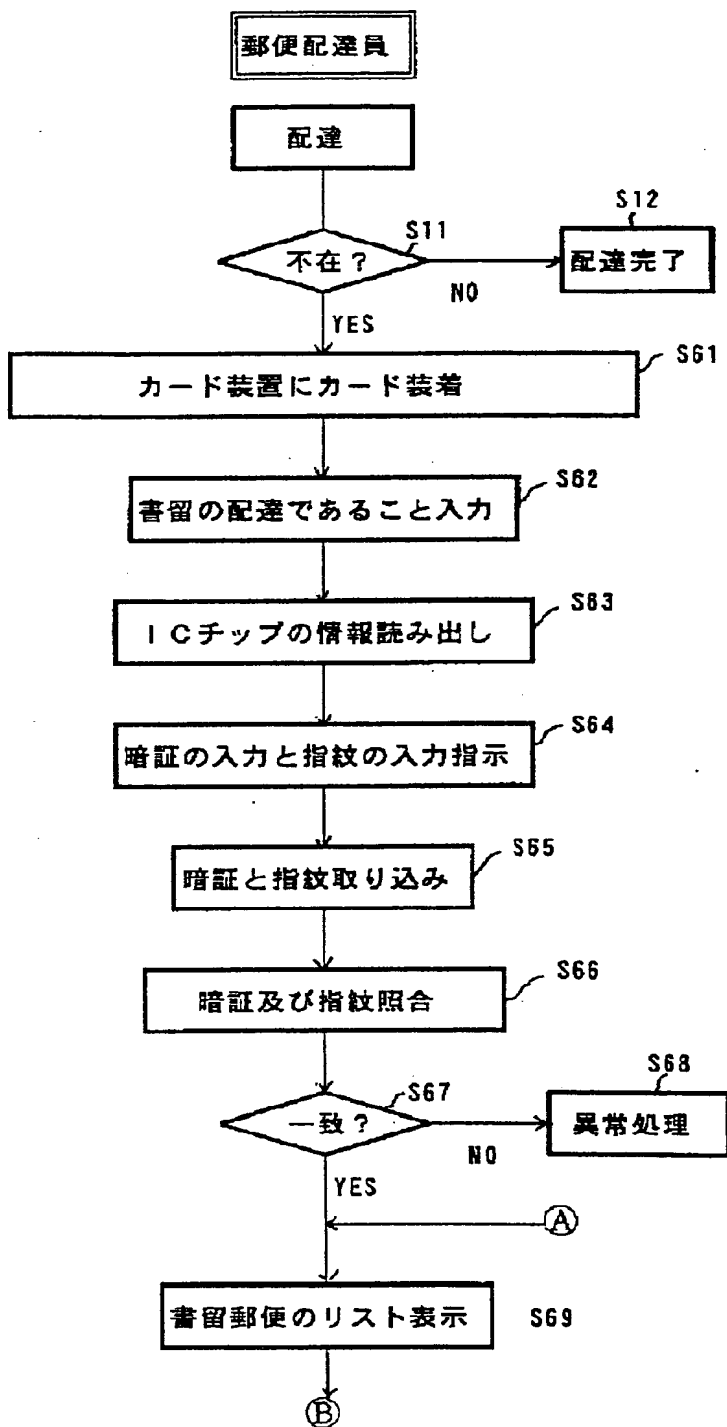 郵便配達員
配達
S11
不在?
NO
S12
配達完了
YES
S61
カード装置にカード装着
S62
書留の配達であること入力
S63
ICチップの情報読み出し
S64
暗証の入力と指紋の入力指示
S65
暗証と指紋取り込み
S66
暗証及び指紋照合
S67
一致?
NO
S68
異常処理
YES
A
書留郵便のリスト表示
S69
B